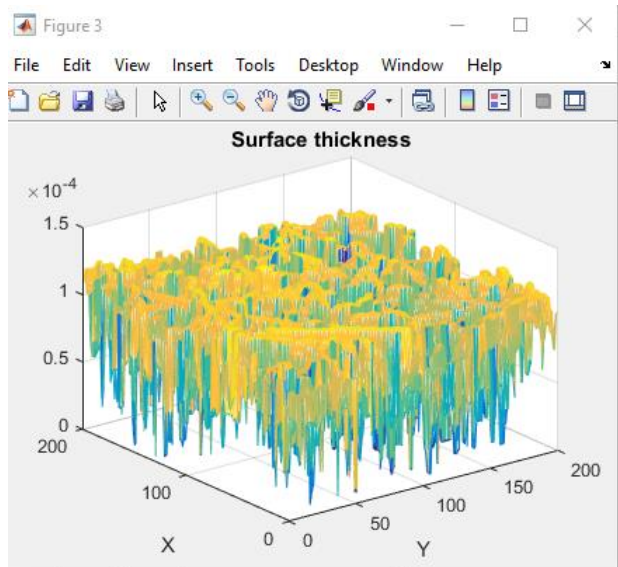 Figure 3
File Edit View Insert Tools Desktop Window Help
Surface thickness
×10-4
1.5
1
0.5
0
200
100
0
X
0
50
100
150
200
Y